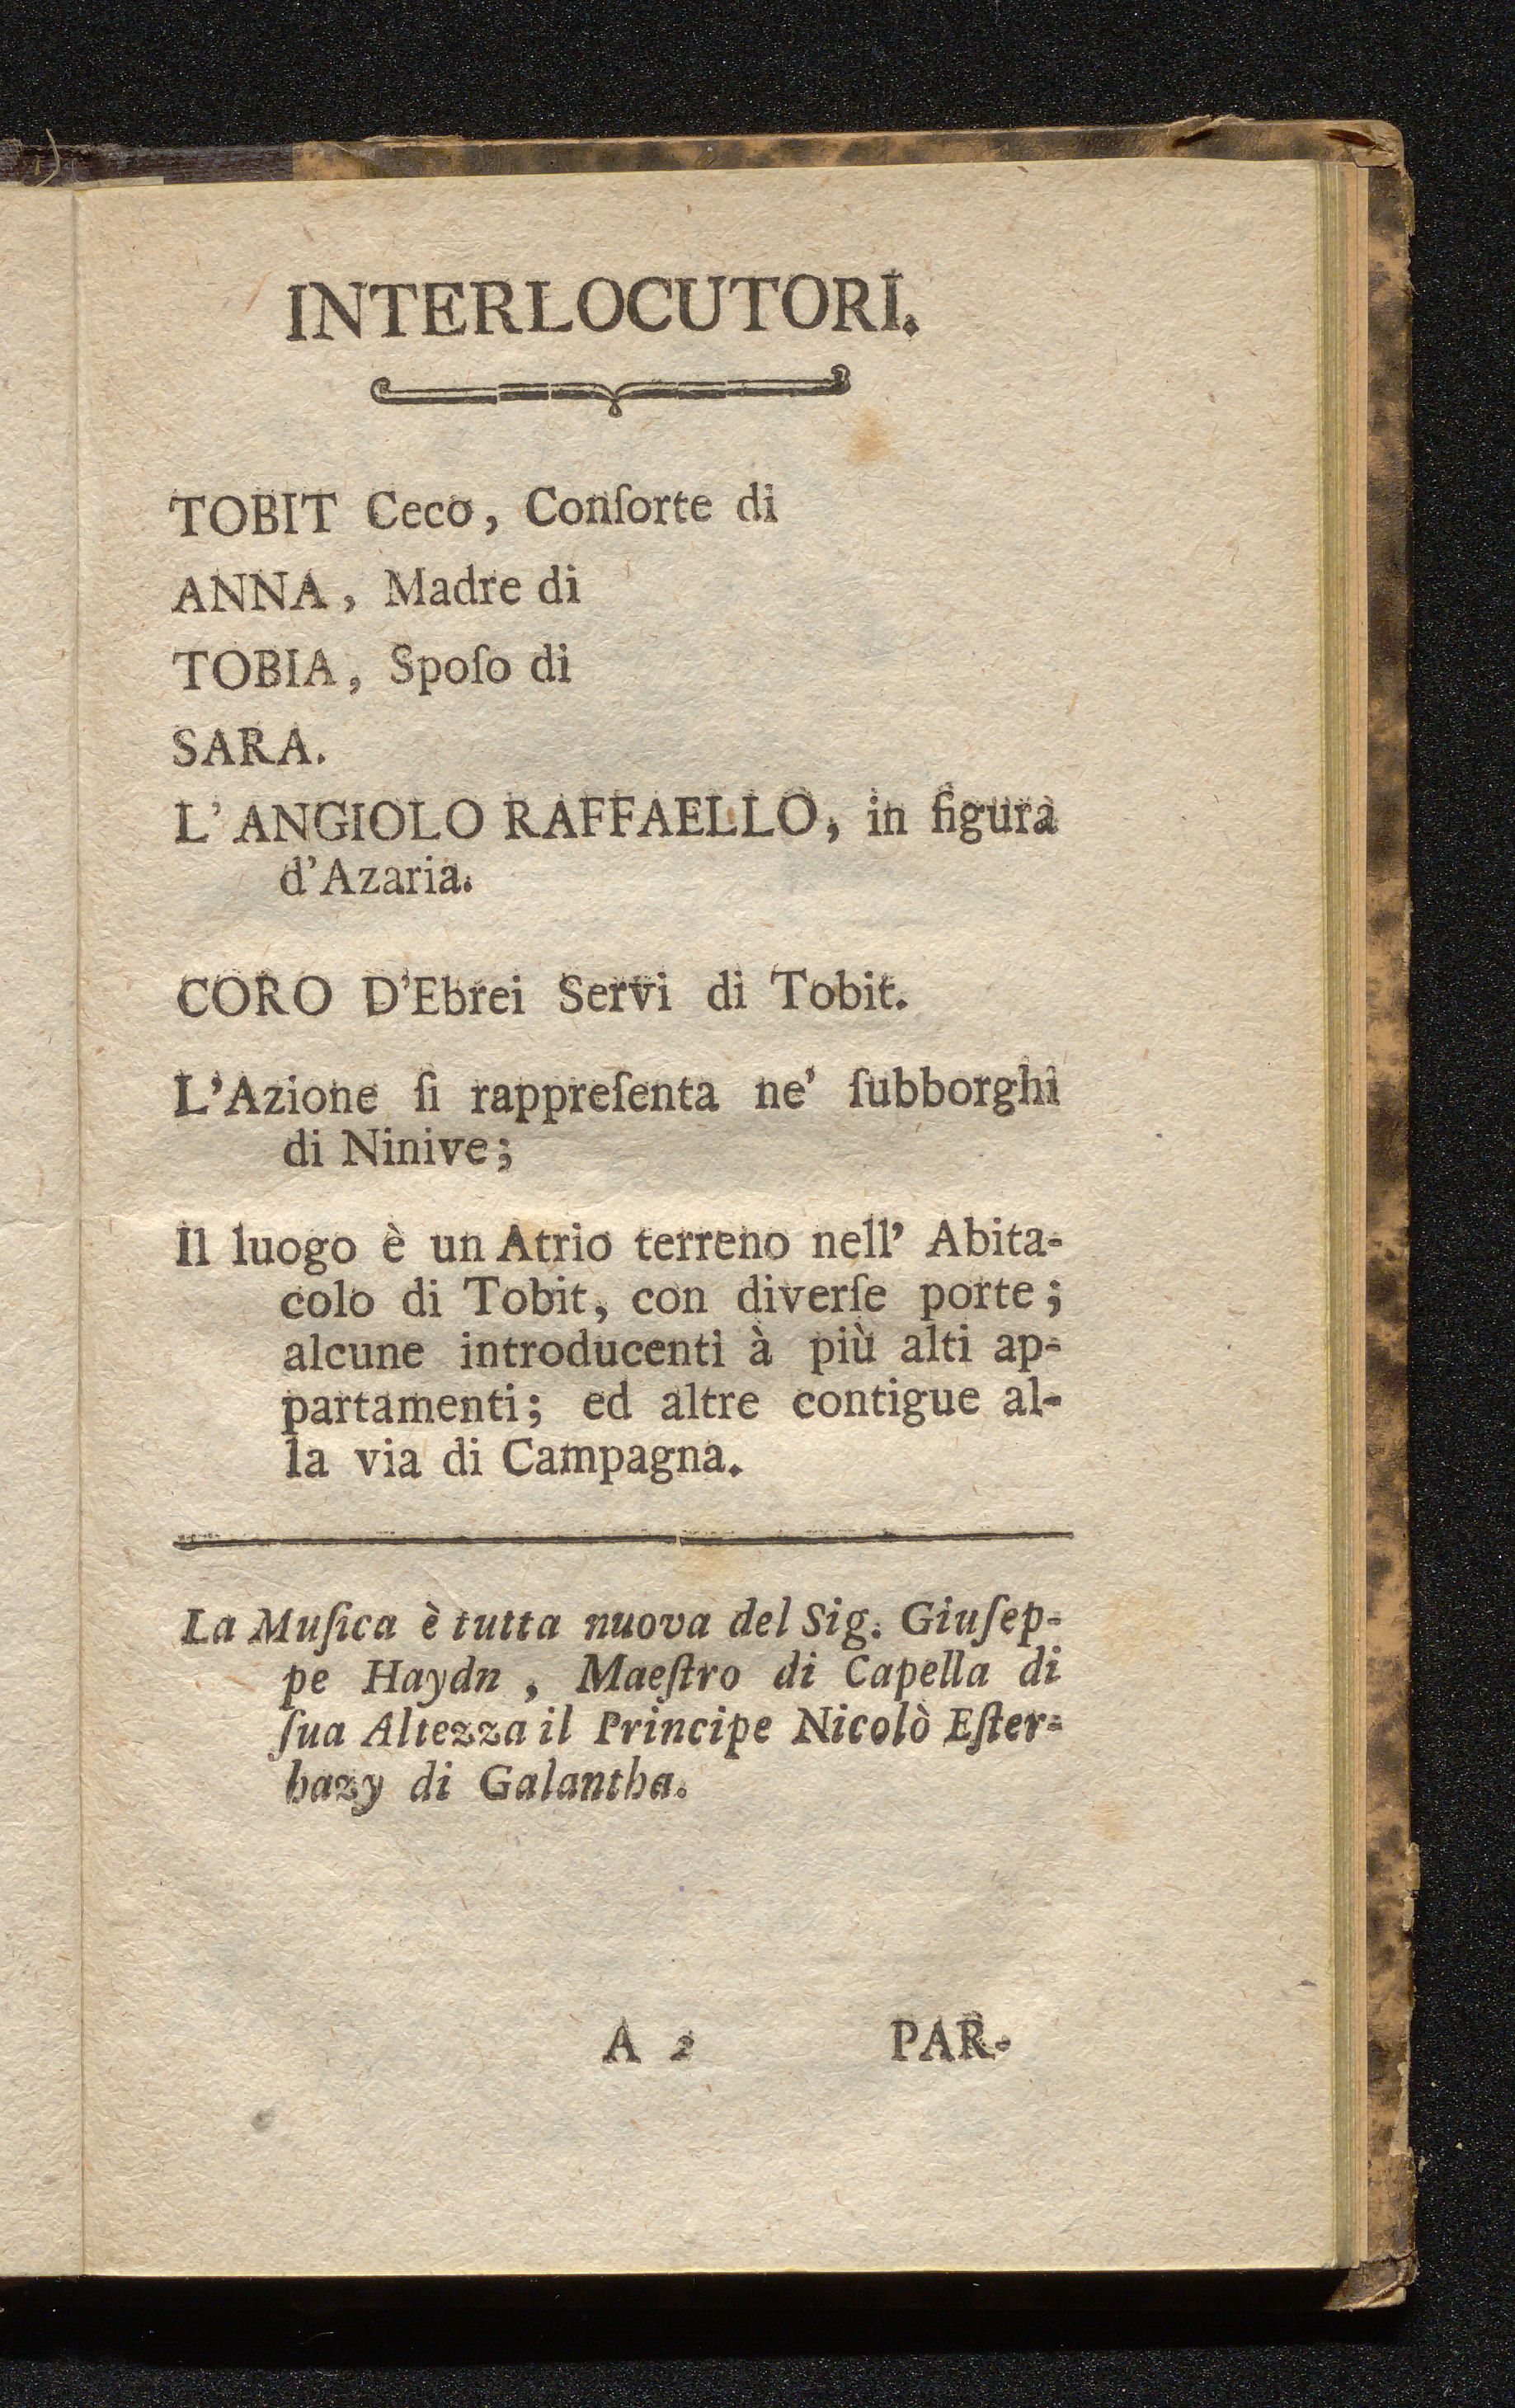 INTERLOCUTORI.
TOBIT Ceco, Conſorte di
ANNA, Madre di
TOBIA, Spoſo di
SARA.
L'ANGIOLO RAFFAELLO, in figura
d'Azaria.
CORO D'Ebrei Servi di Tobit.
L'Azione ſi rappreſenta ne' ſubborghi
di Ninive;
Il luogo è un Atrio terreno nell' Abita-
colo di Tobit, con diverſe porte;
alcune introducenti à più alti ap-
partamenti; ed altre contigue al-
la via di Campagna.
La Muſica è tutta nuova del Sig. Giuſep-
pe Haydn, Maeſtro di Capella di
ſua Altezza il Principe Nicolò Eſter-
hazy di Galantha.
A 2 PAR-